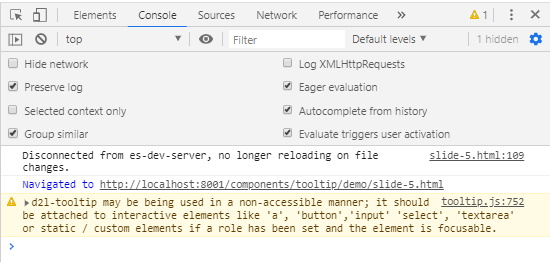 Elements Console Sources Network Performance » 1
top Filter Default levels 1 hidden
Hide network Log XMLHttpRequests
Preserve log Eager evaluation
Selected context only Autocomplete from history
Group similar Evaluate triggers user activation
Disconnected from es-dev-server, no longer reloading on file slide-5.html:109
changes.
Navigated to http://localhost:8001/components/tooltip/demo/slide-5.html
d2l-tooltip may be being used in a non-accessible manner; it should tooltip.js:752
be attached to interactive elements like 'a', 'button','input' 'select', 'textarea'
or static / custom elements if a role has been set and the element is focusable.